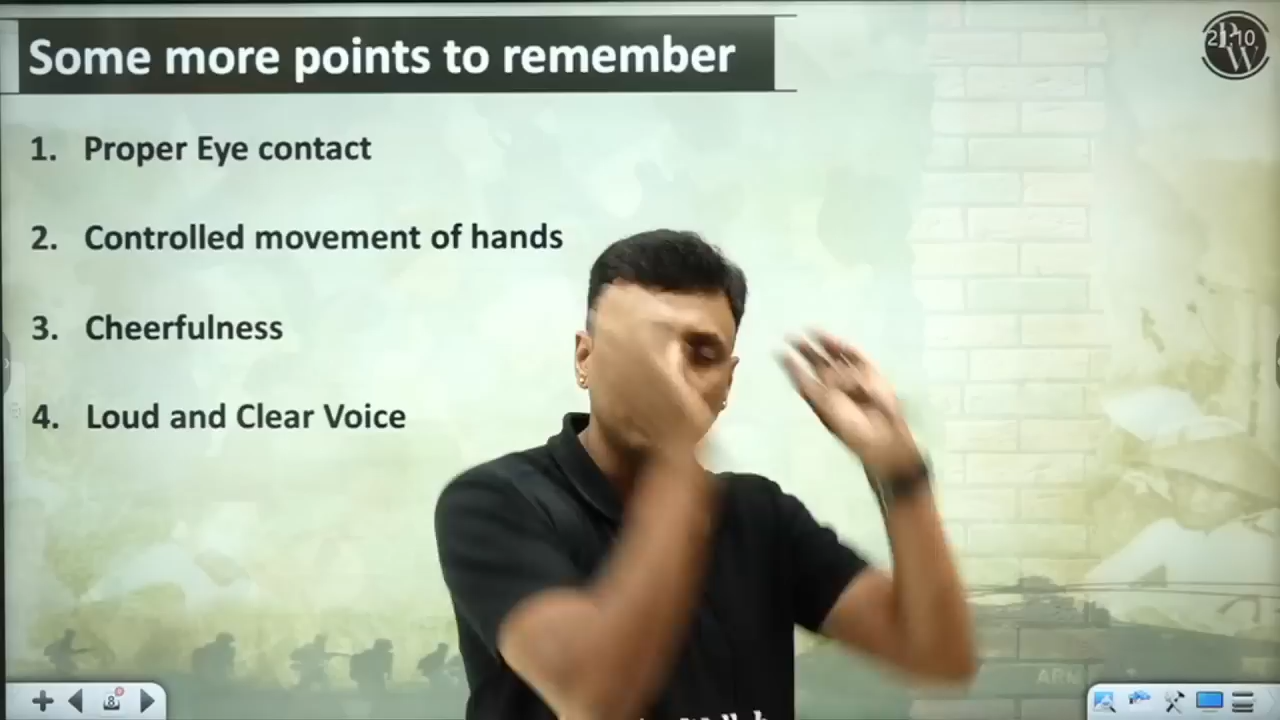 Some more points to remember
1. Proper Eye contact
2. Controlled movement of hands
3. Cheerfulness
4. Loud and Clear Voice